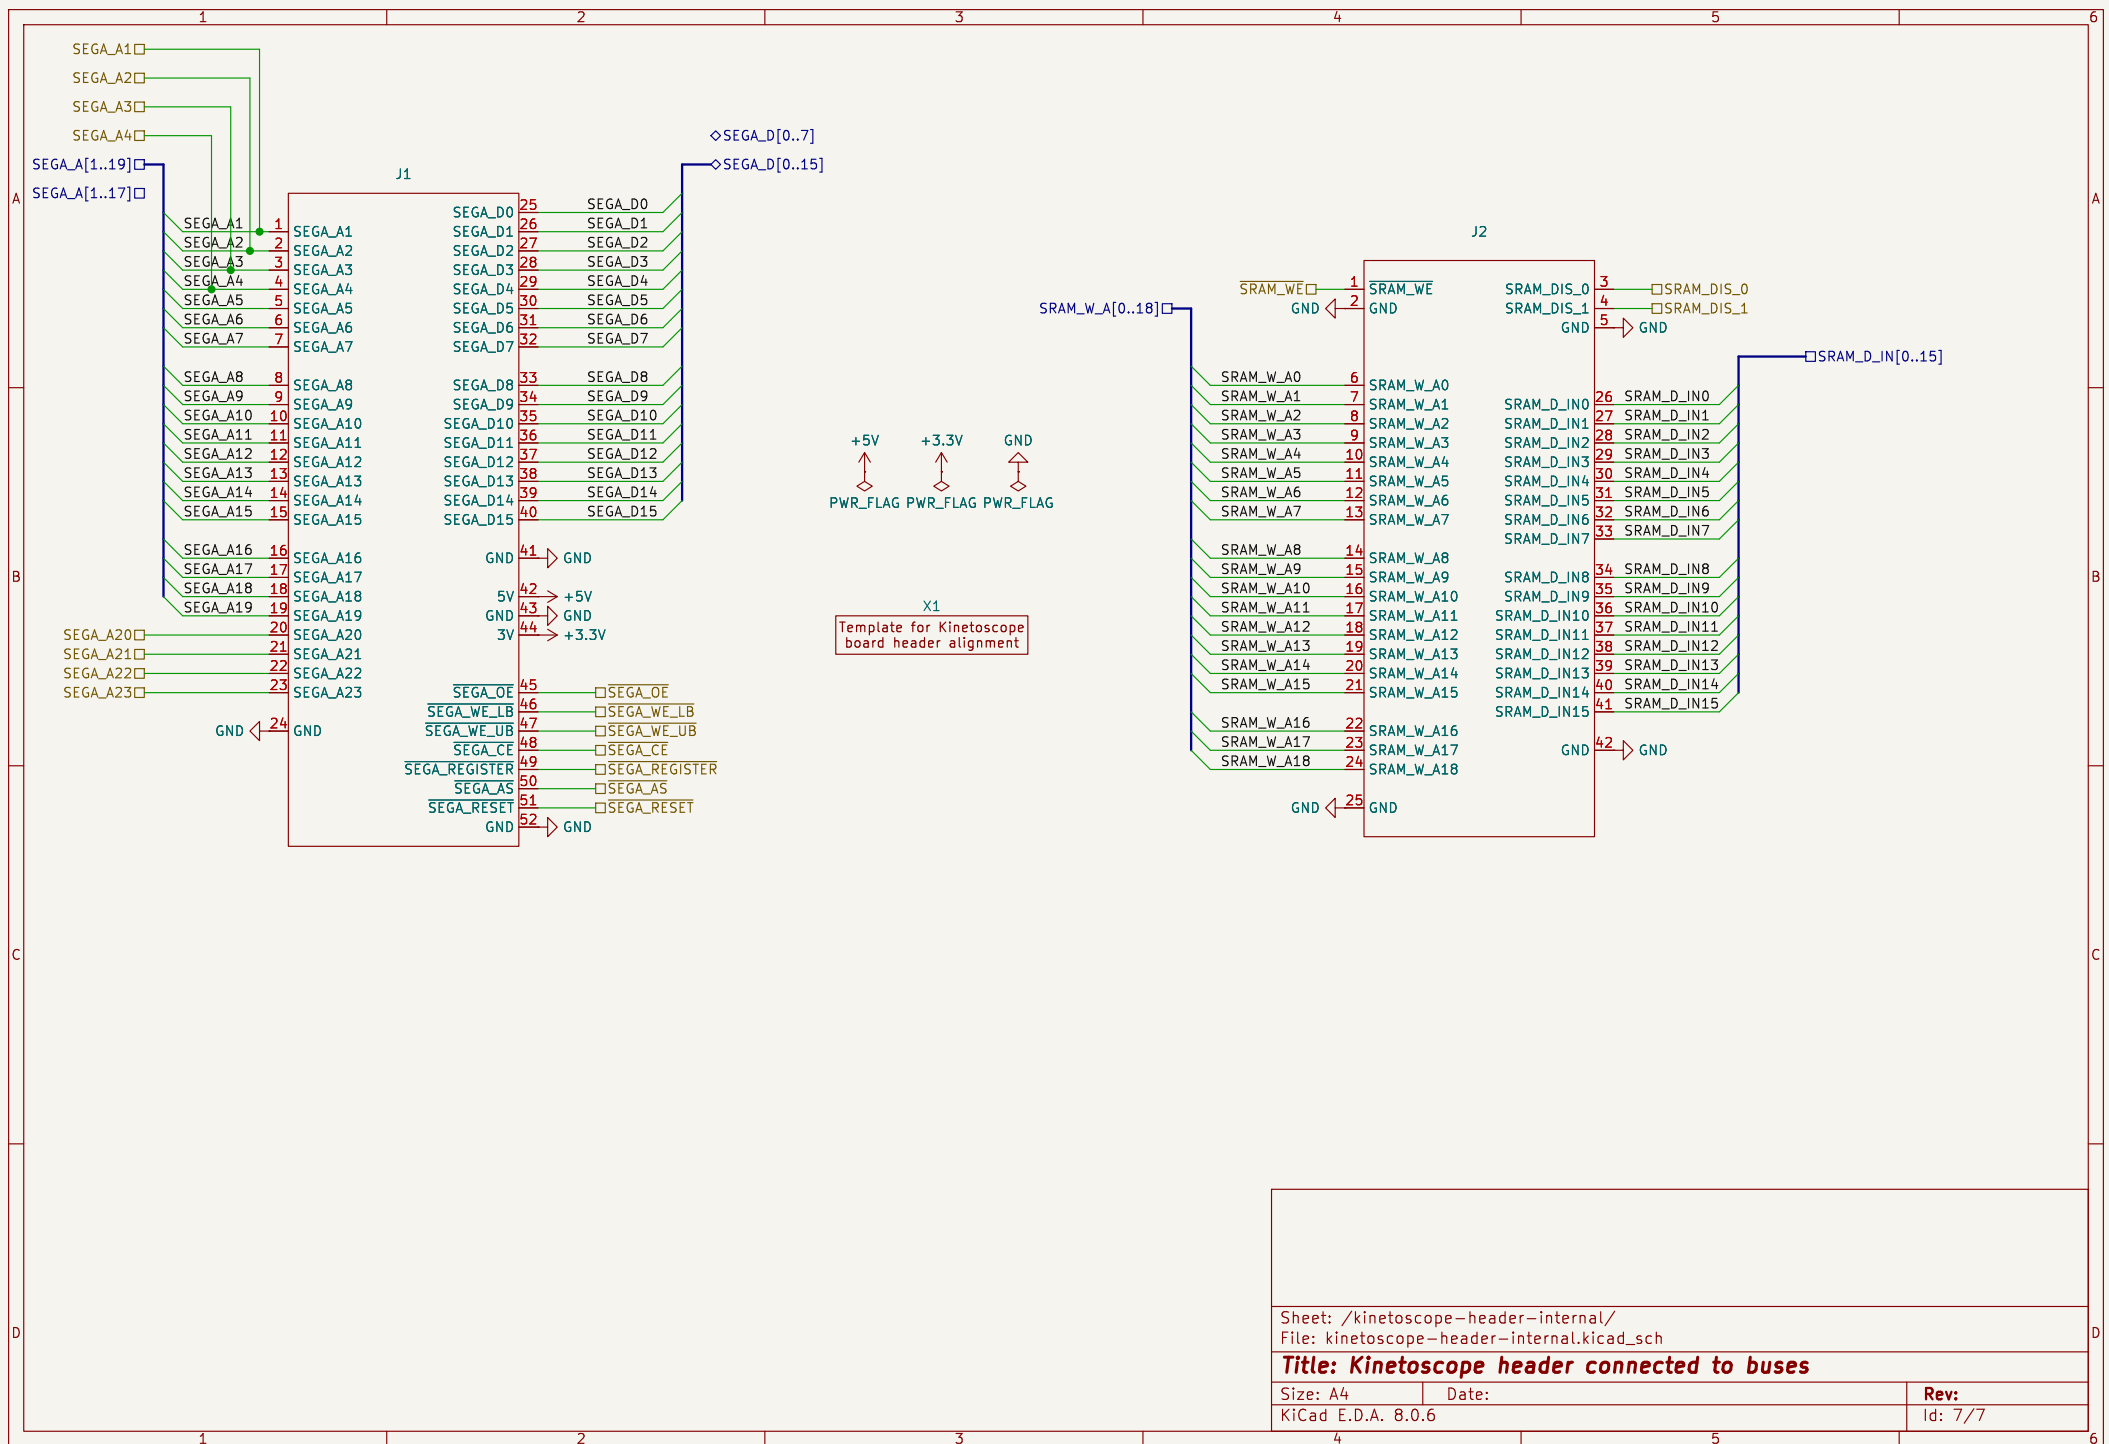 1 2 3 4 5 6
A
B
C
D
SEGA_A1
SEGA_A2
SEGA_A3
SEGA_A4
SEGA_A[1..19]
SEGA_A[1..17]
J1
SEGA_A1 1 SEGA_A1
SEGA_A2 2 SEGA_A2
SEGA_A3 3 SEGA_A3
SEGA_A4 4 SEGA_A4
SEGA_A5 5 SEGA_A5
SEGA_A6 6 SEGA_A6
SEGA_A7 7 SEGA_A7
SEGA_A8 8 SEGA_A8
SEGA_A9 9 SEGA_A9
SEGA_A10 10 SEGA_A10
SEGA_A11 11 SEGA_A11
SEGA_A12 12 SEGA_A12
SEGA_A13 13 SEGA_A13
SEGA_A14 14 SEGA_A14
SEGA_A15 15 SEGA_A15
SEGA_A16 16 SEGA_A16
SEGA_A17 17 SEGA_A17
SEGA_A18 18 SEGA_A18
SEGA_A19 19 SEGA_A19
SEGA_A20 20 SEGA_A20
SEGA_A21 21 SEGA_A21
SEGA_A22 22 SEGA_A22
SEGA_A23 23 SEGA_A23
GND 24 GND
SEGA_D[0..7]
SEGA_D[0..15]
SEGA_D0 25 SEGA_D0
SEGA_D1 26 SEGA_D1
SEGA_D2 27 SEGA_D2
SEGA_D3 28 SEGA_D3
SEGA_D4 29 SEGA_D4
SEGA_D5 30 SEGA_D5
SEGA_D6 31 SEGA_D6
SEGA_D7 32 SEGA_D7
SEGA_D8 33 SEGA_D8
SEGA_D9 34 SEGA_D9
SEGA_D10 35 SEGA_D10
SEGA_D11 36 SEGA_D11
SEGA_D12 37 SEGA_D12
SEGA_D13 38 SEGA_D13
SEGA_D14 39 SEGA_D14
SEGA_D15 40 SEGA_D15
GND 41 GND
5V 42 +5V
GND 43 GND
3V 44 +3.3V
SEGA_OE 45 SEGA_OE
SEGA_WE_LB 46 SEGA_WE_LB
SEGA_WE_UB 47 SEGA_WE_UB
SEGA_CE 48 SEGA_CE
SEGA_REGISTER 49 SEGA_REGISTER
SEGA_AS 50 SEGA_AS
SEGA_RESET 51 SEGA_RESET
GND 52 GND
+5V +3.3V GND
PWR_FLAG PWR_FLAG PWR_FLAG
X1
Template for Kinetoscope
board header alignment
J2
SRAM_WE 1 SRAM_WE
GND 2 GND
SRAM_W_A[0..18]
SRAM_W_A0 6 SRAM_W_A0
SRAM_W_A1 7 SRAM_W_A1
SRAM_W_A2 8 SRAM_W_A2
SRAM_W_A3 9 SRAM_W_A3
SRAM_W_A4 10 SRAM_W_A4
SRAM_W_A5 11 SRAM_W_A5
SRAM_W_A6 12 SRAM_W_A6
SRAM_W_A7 13 SRAM_W_A7
SRAM_W_A8 14 SRAM_W_A8
SRAM_W_A9 15 SRAM_W_A9
SRAM_W_A10 16 SRAM_W_A10
SRAM_W_A11 17 SRAM_W_A11
SRAM_W_A12 18 SRAM_W_A12
SRAM_W_A13 19 SRAM_W_A13
SRAM_W_A14 20 SRAM_W_A14
SRAM_W_A15 21 SRAM_W_A15
SRAM_W_A16 22 SRAM_W_A16
SRAM_W_A17 23 SRAM_W_A17
SRAM_W_A18 24 SRAM_W_A18
GND 25 GND
SRAM_DIS_0 3 SRAM_DIS_0
SRAM_DIS_1 4 SRAM_DIS_1
GND 5 GND
SRAM_D_IN[0..15]
SRAM_D_IN0 26 SRAM_D_IN0
SRAM_D_IN1 27 SRAM_D_IN1
SRAM_D_IN2 28 SRAM_D_IN2
SRAM_D_IN3 29 SRAM_D_IN3
SRAM_D_IN4 30 SRAM_D_IN4
SRAM_D_IN5 31 SRAM_D_IN5
SRAM_D_IN6 32 SRAM_D_IN6
SRAM_D_IN7 33 SRAM_D_IN7
SRAM_D_IN8 34 SRAM_D_IN8
SRAM_D_IN9 35 SRAM_D_IN9
SRAM_D_IN10 36 SRAM_D_IN10
SRAM_D_IN11 37 SRAM_D_IN11
SRAM_D_IN12 38 SRAM_D_IN12
SRAM_D_IN13 39 SRAM_D_IN13
SRAM_D_IN14 40 SRAM_D_IN14
SRAM_D_IN15 41 SRAM_D_IN15
GND 42 GND
A
B
C
D
Sheet: /kinetoscope-header-internal/
File: kinetoscope-header-internal.kicad_sch
Title: Kinetoscope header connected to buses
Size: A4 Date: Rev:
KiCad E.D.A. 8.0.6 Id: 7/7
1 2 3 4 5 6